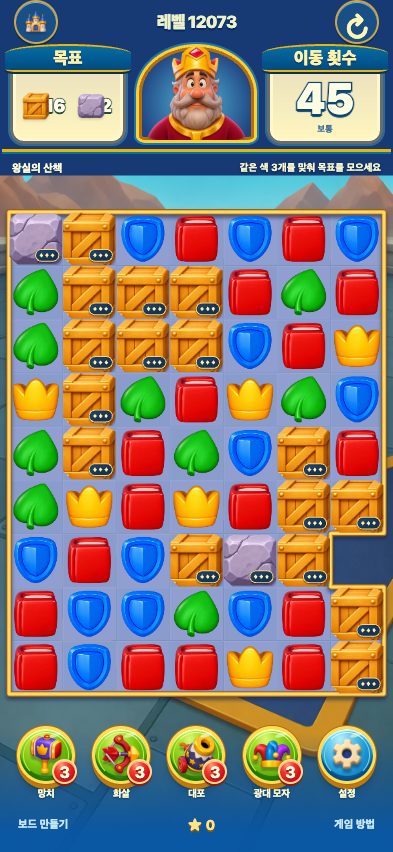 레벨 12073
목표
이동 횟수
16
2
45
보통
왕실의 산책
같은 색 3개를 맞춰 목표를 모으세요
3
3
3
3
망치
화살
대포
광대 모자
설정
보드 만들기
0
게임 방법